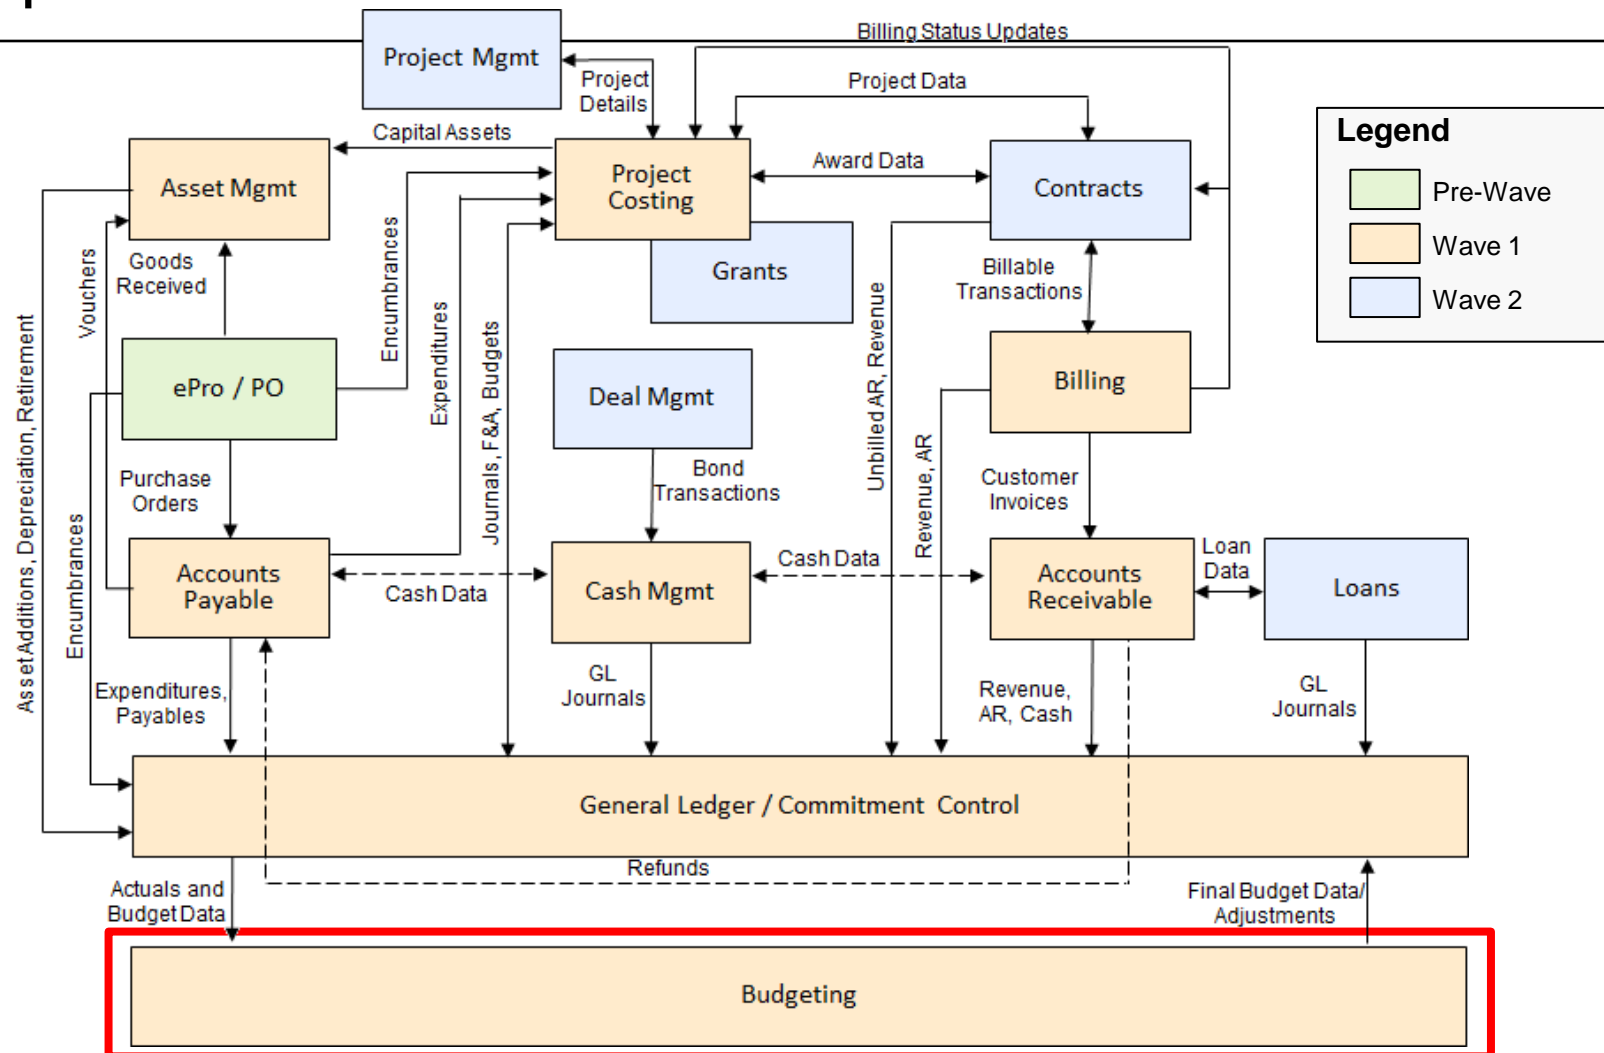 Billing Status Updates
Project Mgmt
Project
Details
Project Data
Legend
Pre-Wave
Wave 1
Wave 2
Capital Assets
Asset Mgmt
Project
Costing
Award Data
Contracts
Grants
Goods
Received
Vouchers
Encumbrances
Expenditures
Journals, F&A, Budgets
Unbilled AR, Revenue
Billable
Transactions
Asset Additions, Depreciation, Retirement
ePro / PO
Deal Mgmt
Billing
Revenue, AR
Purchase
Orders
Bond
Transactions
Customer
Invoices
Encumbrances
Accounts
Payable
Cash Data
Cash Mgmt
Cash Data
Accounts
Receivable
Loan
Data
Loans
Expenditures,
Payables
GL
Journals
Revenue,
AR, Cash
GL
Journals
General Ledger / Commitment Control
Refunds
Actuals and
Budget Data
Final Budget Data/
Adjustments
Budgeting